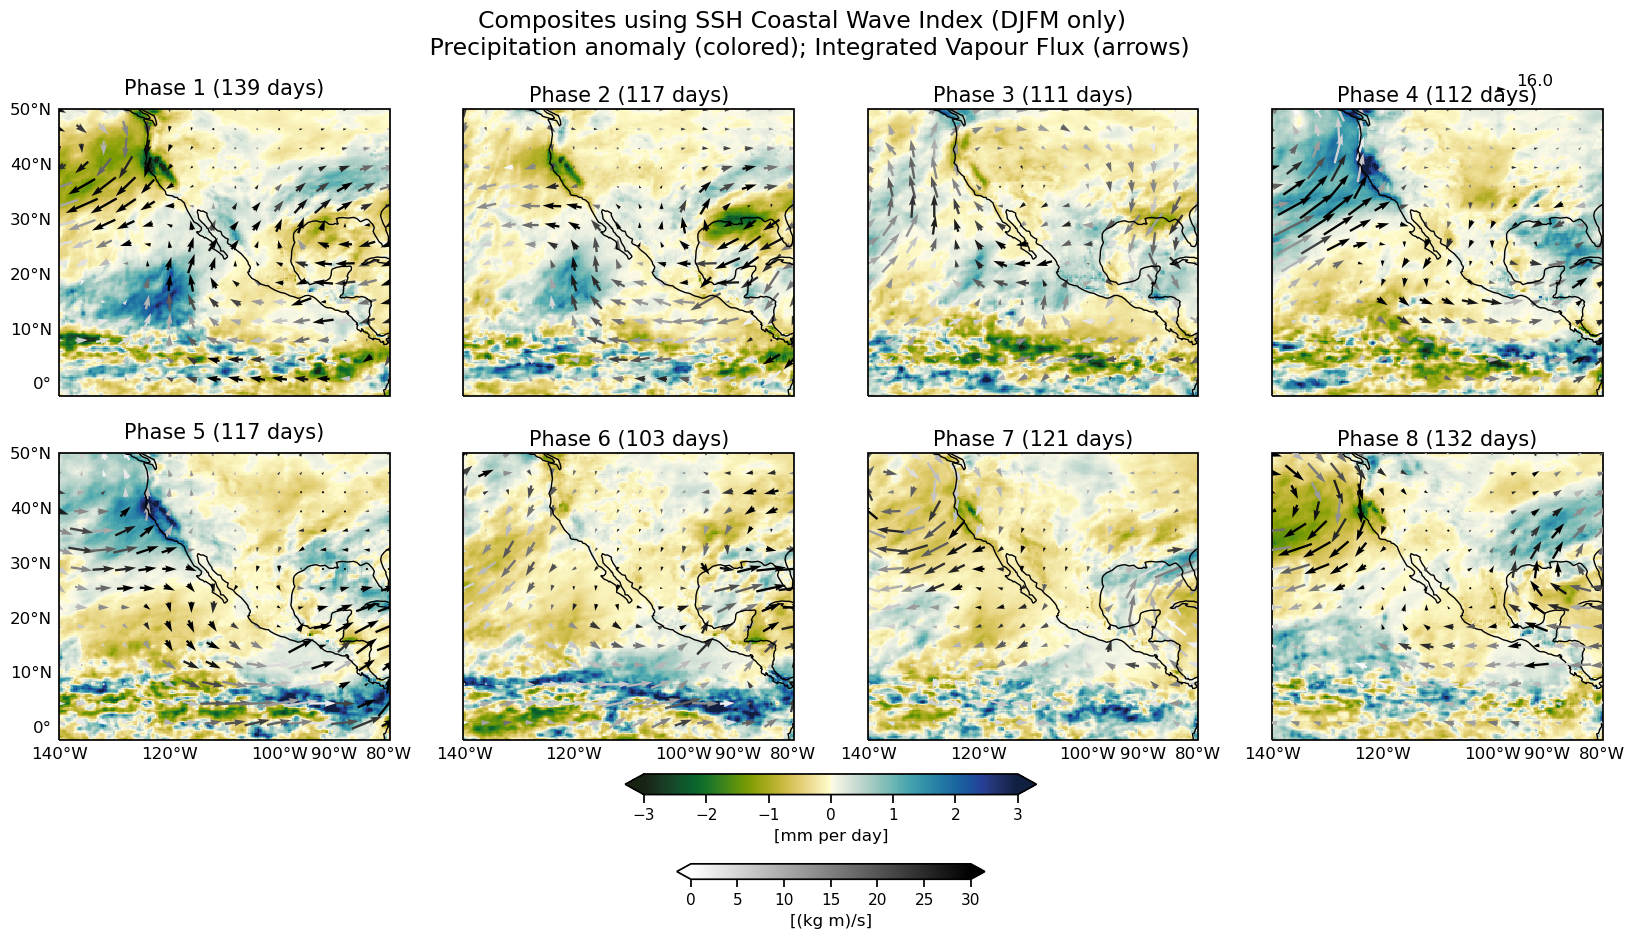 Composites using SSH Coastal Wave Index (DJFM only)
Precipitation anomaly (colored); Integrated Vapour Flux (arrows)
16.0
Phase 1 (139 days)
Phase 2 (117 days)
Phase 3 (111 days)
Phase 4 (112 days)
50°N
40°N
30°N
20°N
10°N
0°
Phase 5 (117 days)
Phase 6 (103 days)
Phase 7 (121 days)
Phase 8 (132 days)
50°N
40°N
30°N
20°N
10°N
0°
140°W 120°W 100°W 90°W 80°W
120°W 100°W 90°W 80°W
140°W 120°W 100°W 90°W 80°W
140°W 120°W 100°W 90°W 80°W
−3 −2 −1 0 1 2 3
[mm per day]
0 5 10 15 20 25 30
[(kg m)/s]